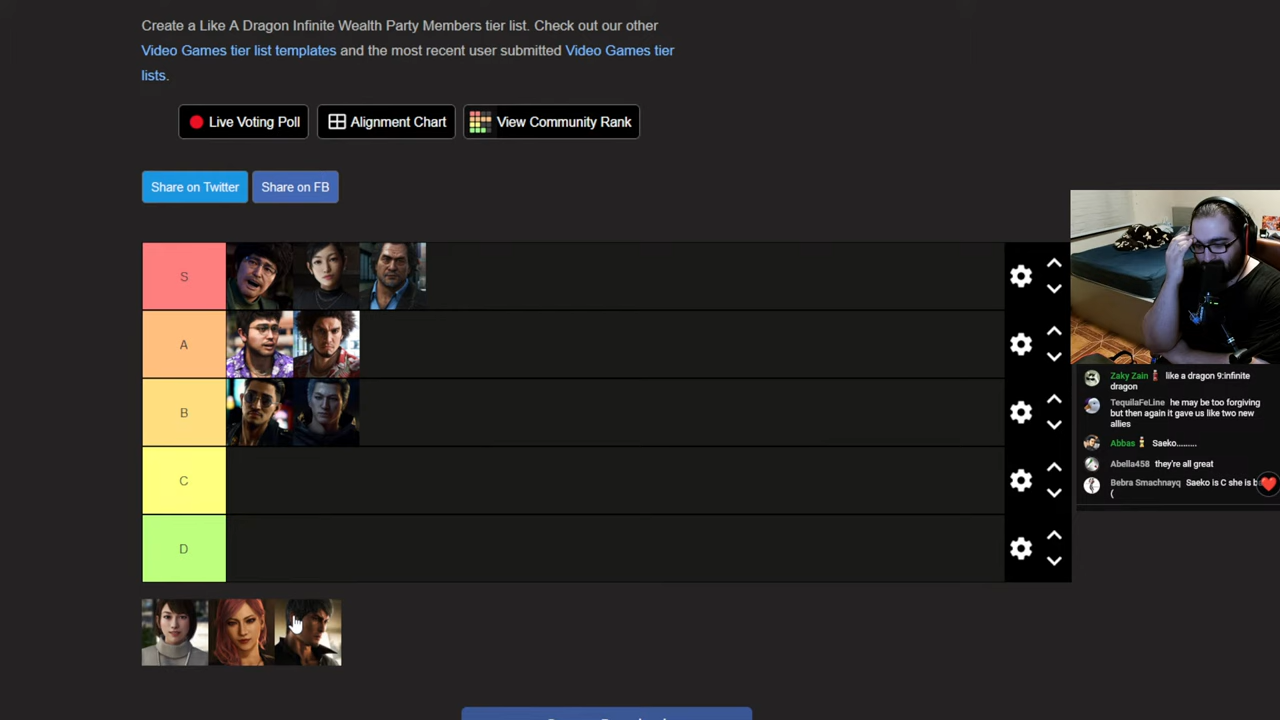 Create a Like A Dragon Infinite Wealth Party Members tier list. Check out our other
Video Games tier list templates and the most recent user submitted Video Games tier
lists.
Live Voting Poll
Alignment Chart
View Community Rank
Share on Twitter
Share on FB
S
A
B
C
D
Zaky Zain like a dragon 9:infinite
dragon
TequilaFeLine he may be too forgiving
but then again it gave us like two new
allies
Abbas Saeko.........
Abella458 they're all great
Bebra Smachnayq Saeko is C she is
(